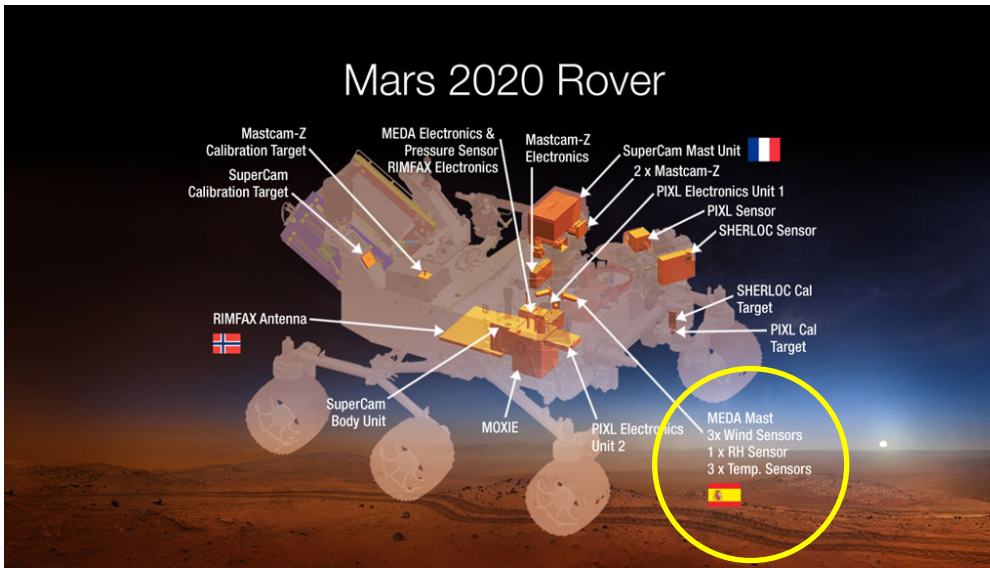 Mars 2020 Rover
Mastcam-Z
Calibration Target
SuperCam
Calibration Target
MEDA Electronics &
Pressure Sensor
RIMFAX Electronics
Mastcam-Z
Electronics
SuperCam Mast Unit
2 x Mastcam-Z
PIXL Electronics Unit 1
PIXL Sensor
SHERLOC Sensor
SHERLOC Cal
Target
PIXL Cal
Target
RIMFAX Antenna
SuperCam
Body Unit
MOXIE
PIXL Electronics
Unit 2
MEDA Mast
3x Wind Sensors
1 x RH Sensor
3 x Temp. Sensors